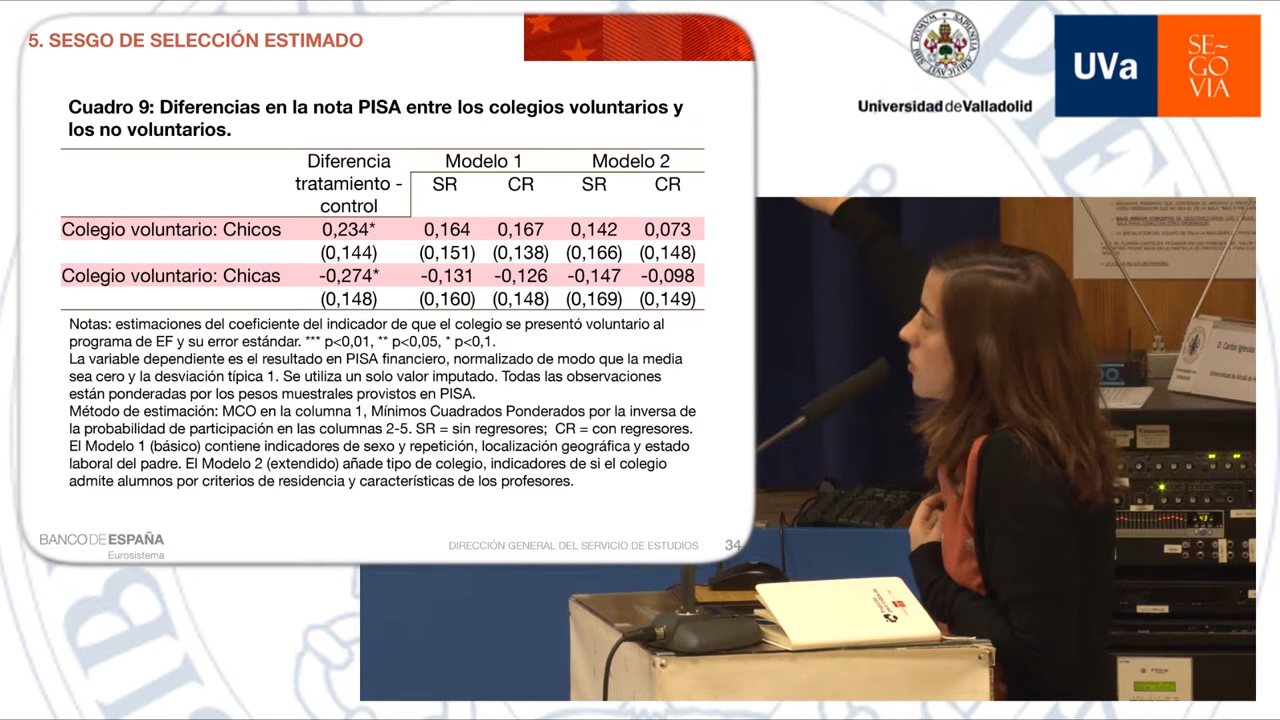 5. SESGO DE SELECCIÓN ESTIMADO
Cuadro 9: Diferencias en la nota PISA entre los colegios voluntarios y
los no voluntarios.
Diferencia tratamiento - control Modelo 1 Modelo 2
SR CR SR CR
Colegio voluntario: Chicos 0,234* 0,164 0,167 0,142 0,073
(0,144) (0,151) (0,138) (0,166) (0,148)
Colegio voluntario: Chicas -0,274* -0,131 -0,126 -0,147 -0,098
(0,148) (0,160) (0,148) (0,169) (0,149)
Notas: estimaciones del coeficiente del indicador de que el colegio se presentó voluntario al
programa de EF y su error estándar. *** p<0,01, ** p<0,05, * p<0,1.
La variable dependiente es el resultado en PISA financiero, normalizado de modo que la media
sea cero y la desviación típica 1. Se utiliza un solo valor imputado. Todas las observaciones
están ponderadas por los pesos muestrales provistos en PISA.
Método de estimación: MCO en la columna 1, Mínimos Cuadrados Ponderados por la inversa de
la probabilidad de participación en las columnas 2-5. SR = sin regresores; CR = con regresores.
El Modelo 1 (básico) contiene indicadores de sexo y repetición, localización geográfica y estado
laboral del padre. El Modelo 2 (extendido) añade tipo de colegio, indicadores de si el colegio
admite alumnos por criterios de residencia y características de los profesores.
BANCO DE ESPAÑA
Eurosistema
DIRECCIÓN GENERAL DEL SERVICIO DE ESTUDIOS 34
Universidad de Valladolid
UVa
SE~
GO
VIA
D. Carlos Iglesias